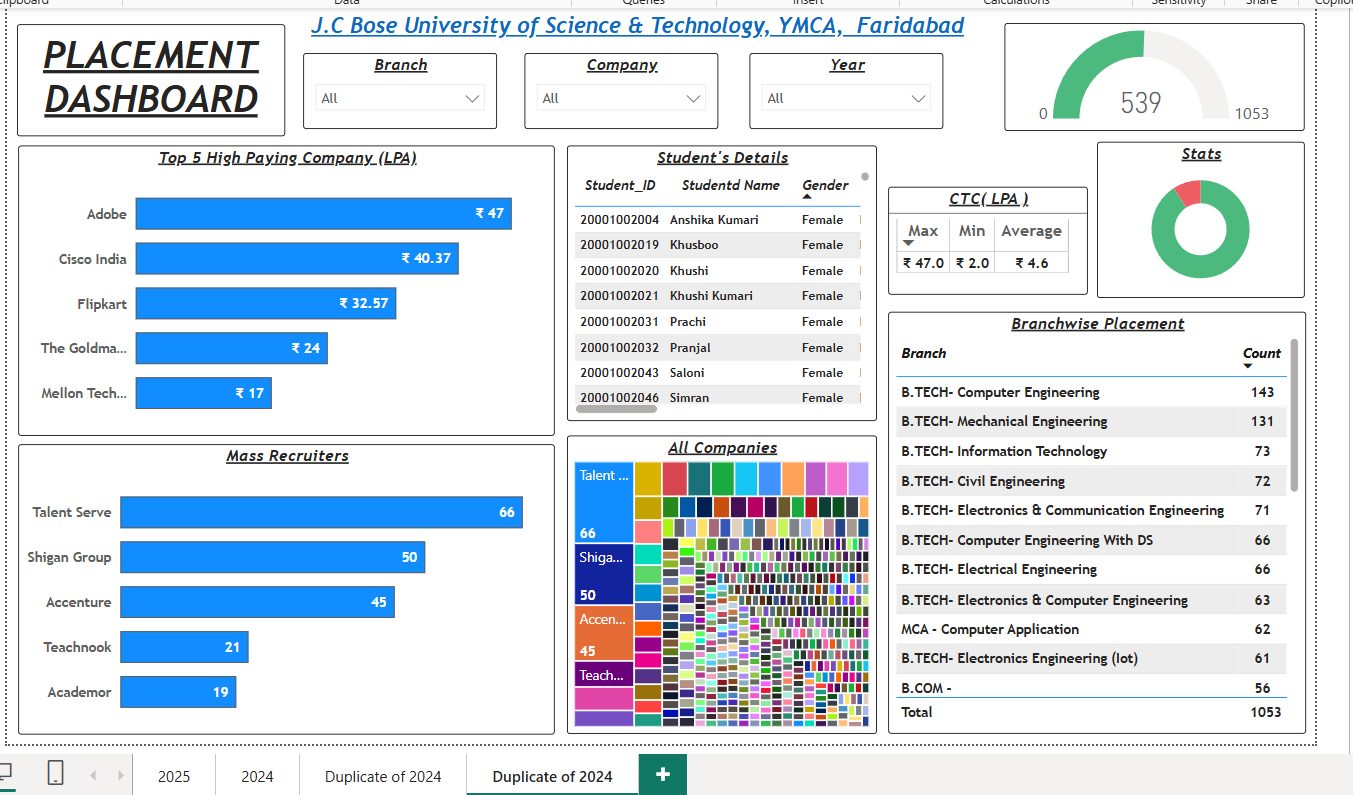 Data
Queries
Insert
Calculations
Sensitivity
Share
J.C Bose University of Science & Technology, YMCA, Faridabad
PLACEMENT
DASHBOARD
Branch
All
Company
All
Year
All
539
0
1053
Top 5 High Paying Company (LPA)
Adobe ₹ 47
Cisco India ₹ 40.37
Flipkart ₹ 32.57
The Goldma... ₹ 24
Mellon Tech... ₹ 17
Student's Details
Student_ID Studentd Name Gender
20001002004 Anshika Kumari Female
20001002019 Khusboo Female
20001002020 Khushi Female
20001002021 Khushi Kumari Female
20001002031 Prachi Female
20001002032 Pranjal Female
20001002043 Saloni Female
20001002046 Simran Female
CTC( LPA )
Max Min Average
₹ 47.0 ₹ 2.0 ₹ 4.6
Stats
Mass Recruiters
Talent Serve 66
Shigan Group 50
Accenture 45
Teachnook 21
Academor 19
All Companies
Talent ...
66
Shiga...
50
Accen...
45
Teach...
Branchwise Placement
Branch Count
B.TECH- Computer Engineering 143
B.TECH- Mechanical Engineering 131
B.TECH- Information Technology 73
B.TECH- Civil Engineering 72
B.TECH- Electronics & Communication Engineering 71
B.TECH- Computer Engineering With DS 66
B.TECH- Electrical Engineering 66
B.TECH- Electronics & Computer Engineering 63
MCA - Computer Application 62
B.TECH- Electronics Engineering (Iot) 61
B.COM - 56
Total 1053
2025
2024
Duplicate of 2024
Duplicate of 2024